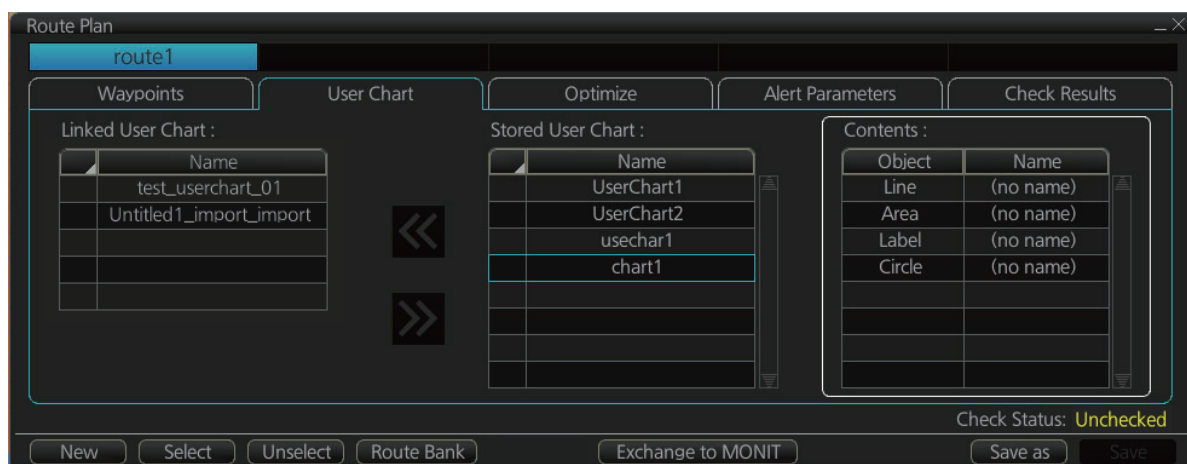 Route Plan
route1
Waypoints User Chart Optimize Alert Parameters Check Results
Linked User Chart : Stored User Chart : Contents :
Name Name Object Name
test_userchart_01 UserChart1 Line (no name)
Untitled1_import_import UserChart2 Area (no name)
usechar1 Label (no name)
chart1 Circle (no name)
Check Status: Unchecked
New Select Unselect Route Bank Exchange to MONIT Save as Save